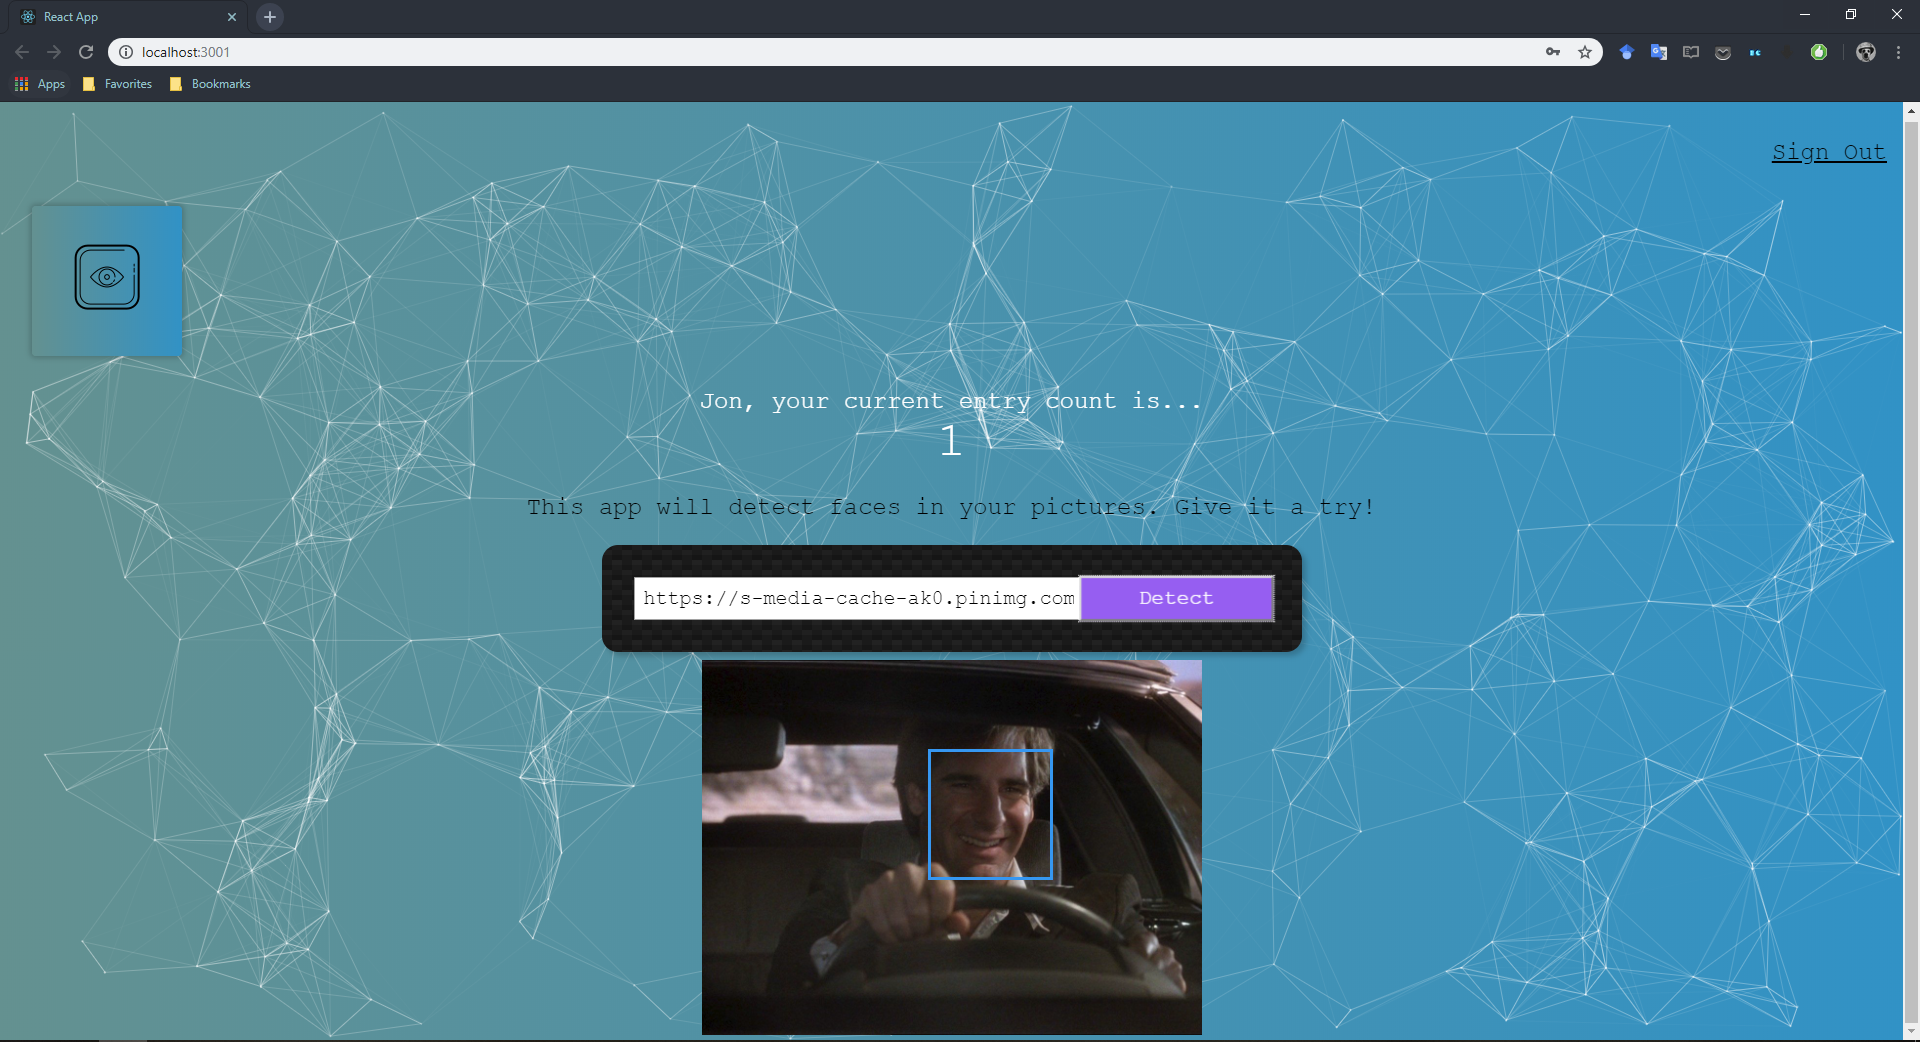 React App
localhost:3001
Apps Favorites Bookmarks
Sign Out
Jon, your current entry count is...
1
This app will detect faces in your pictures. Give it a try!
https://s-media-cache-ak0.pinimg.com Detect